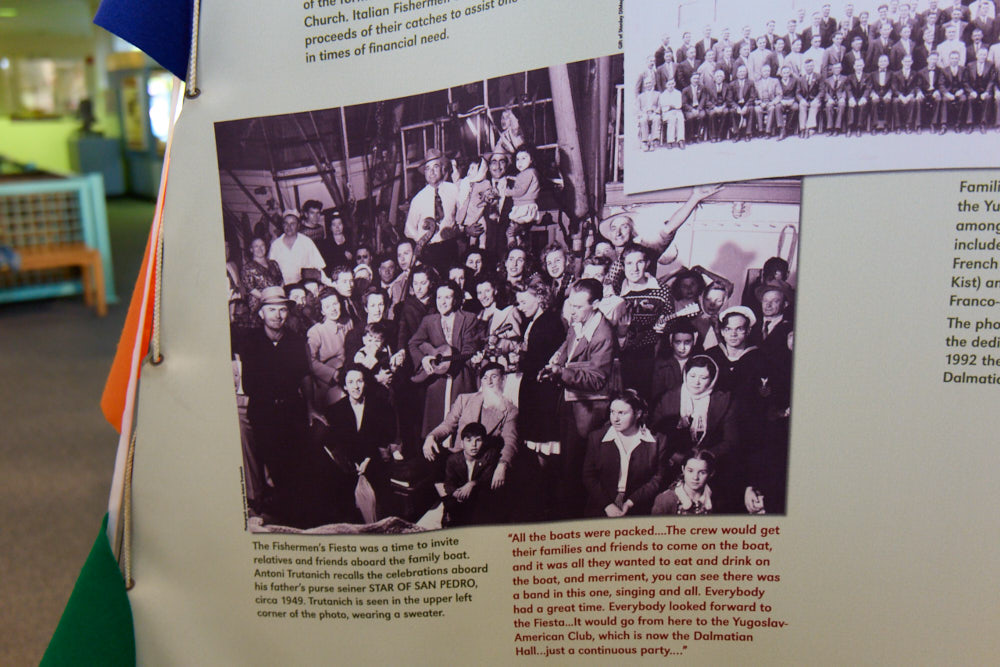 of the
Church. Italian Fishermen
proceeds of their catches to assist
in times of financial need.
The Fishermen's Fiesta was a time to invite
relatives and friends aboard the family boat.
Antoni Trutanich recalls the celebrations aboard
his father's purse seiner STAR OF SAN PEDRO,
circa 1949. Trutanich is seen in the upper left
corner of the photo, wearing a sweater.
"All the boats were packed....The crew would get
their families and friends to come on the boat,
and it was all they wanted to eat and drink on
the boat, and merriment, you can see there was
a band in this one, singing and all. Everybody
had a great time. Everybody looked forward to
the Fiesta...It would go from here to the Yugoslav-
American Club, which is now the Dalmatian
Hall...just a continuous party...."
Famili
the Yu
among
include
French
Kist) an
Franco-
The pho
the dedi
1992 the
Dalmatic